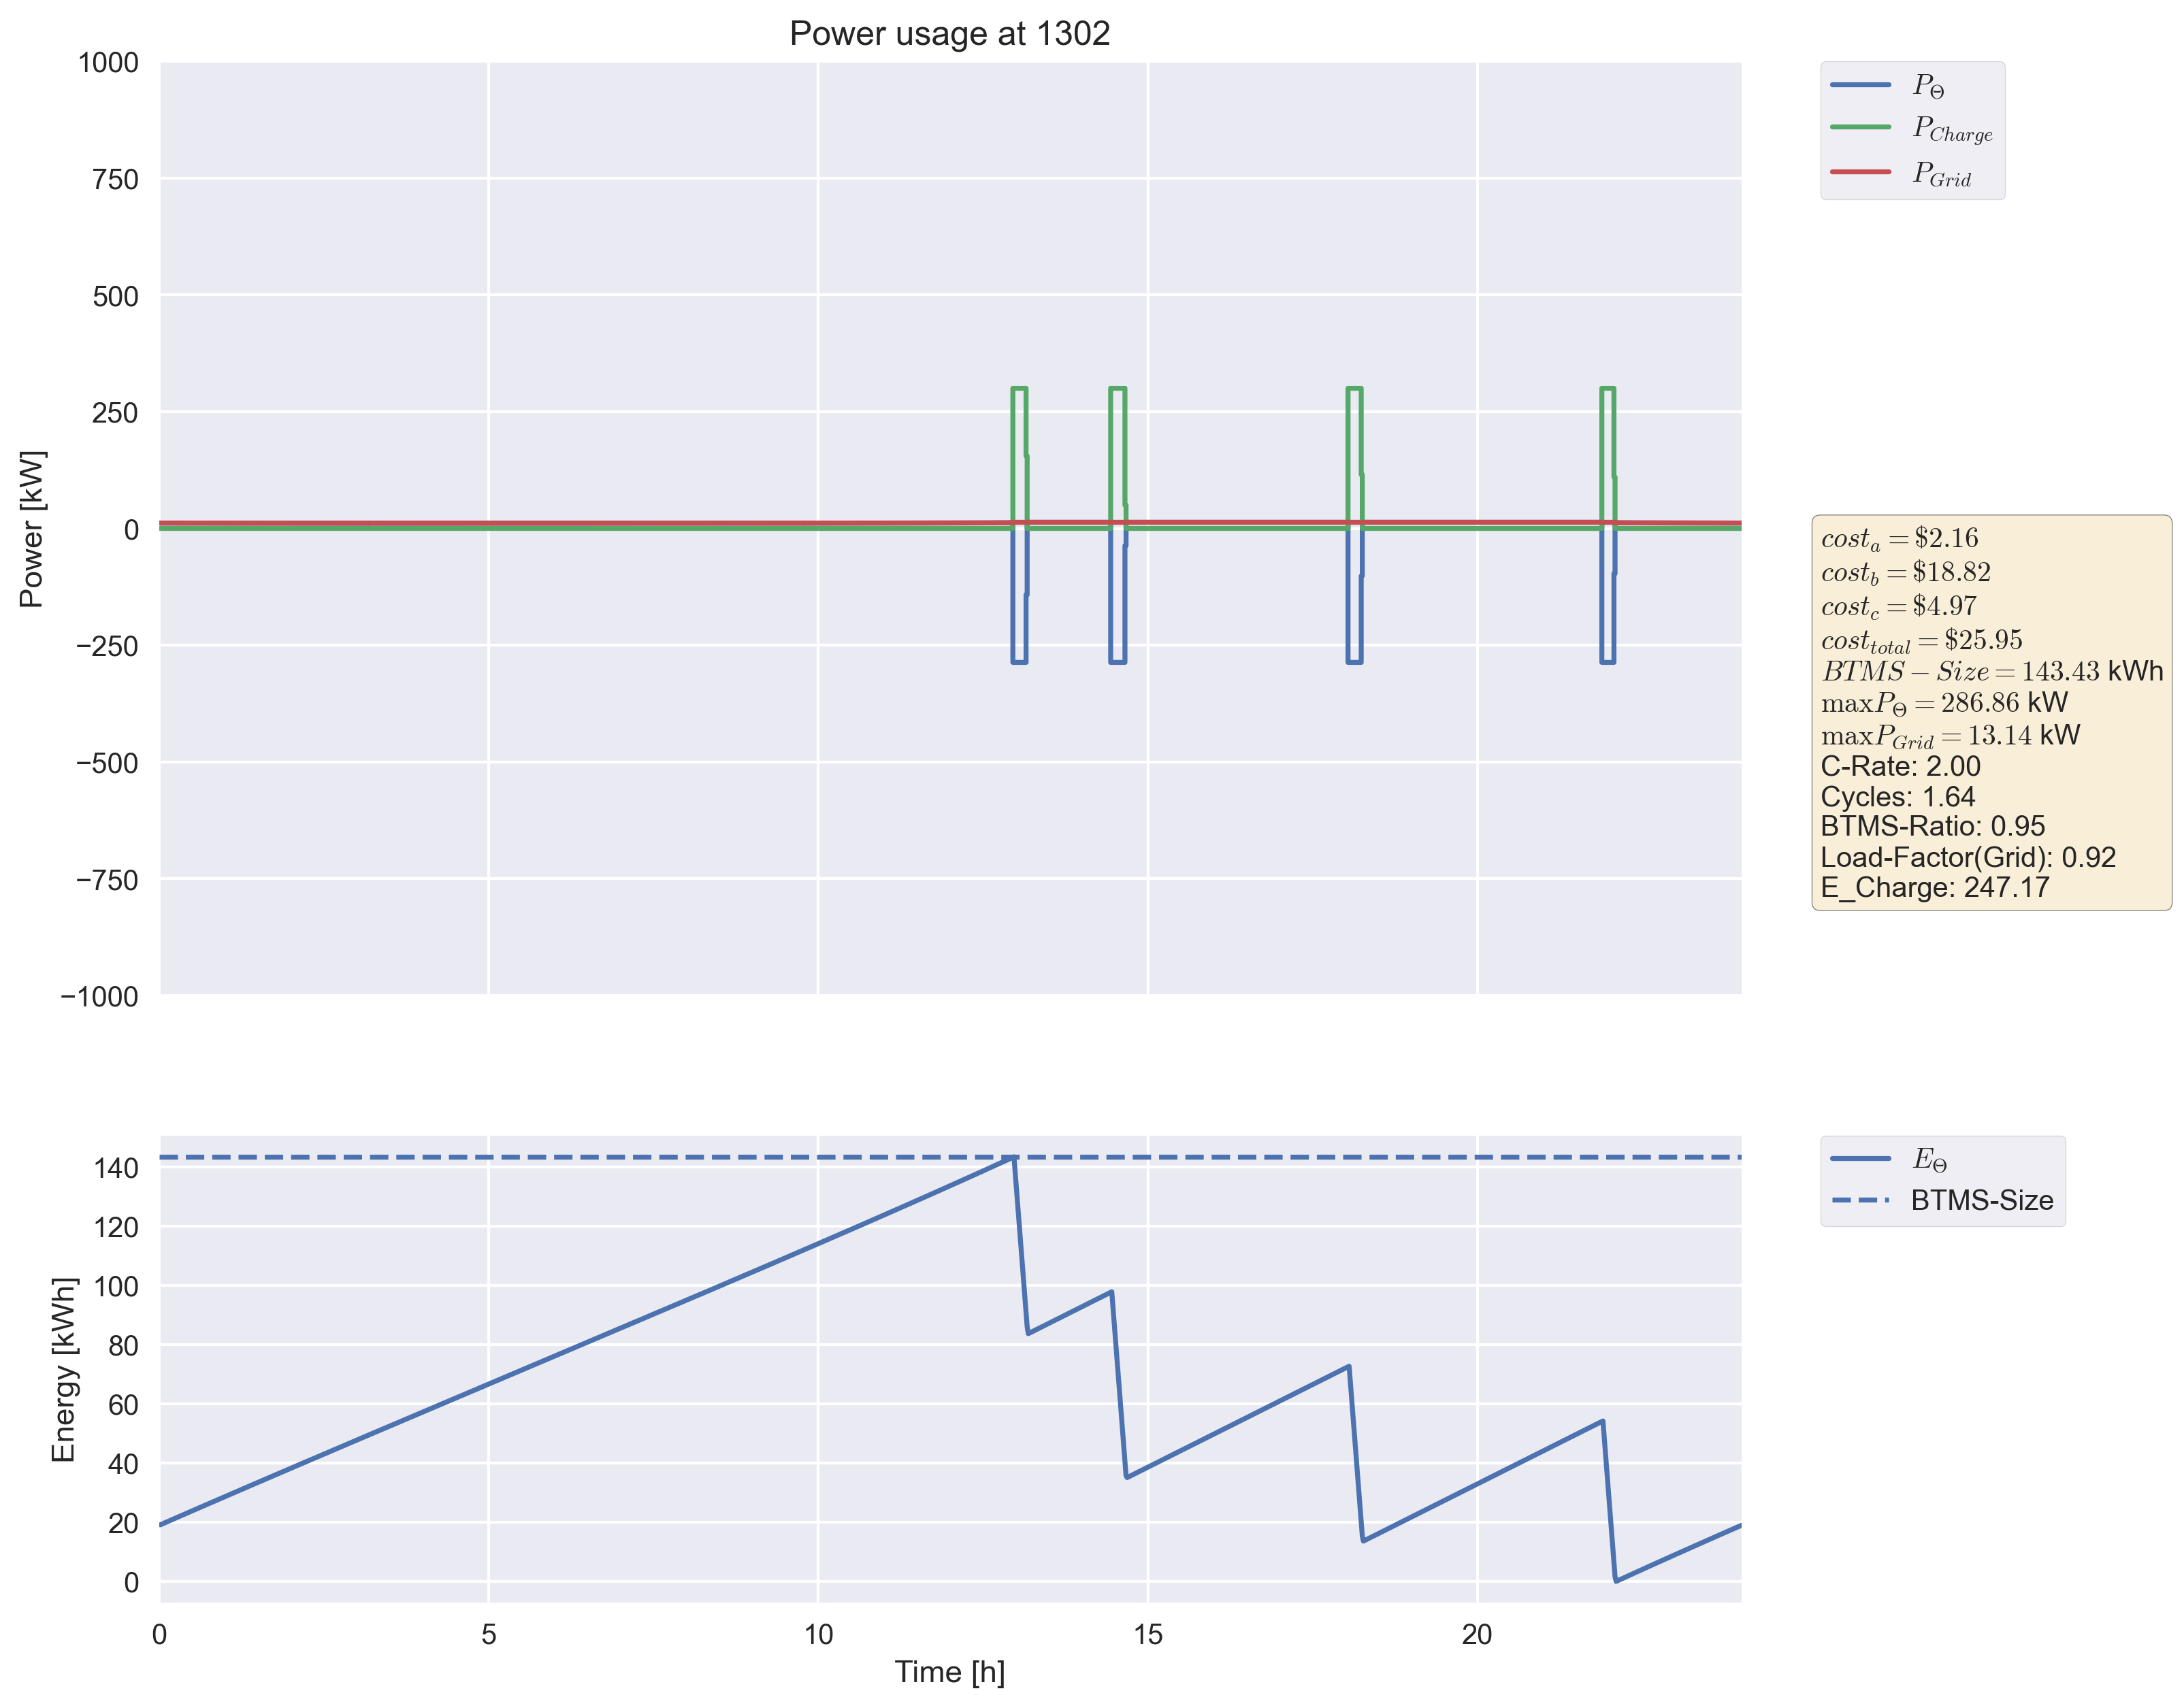 Power usage at 1302
1000
750
500
250
0
−250
−500
−750
−1000
Power [kW]
P_Θ
P_Charge
P_Grid
cost_a = $2.16
cost_b = $18.82
cost_c = $4.97
cost_total = $25.95
BTMS − Size = 143.43 kWh
maxP_Θ = 286.86 kW
maxP_Grid = 13.14 kW
C-Rate: 2.00
Cycles: 1.64
BTMS-Ratio: 0.95
Load-Factor(Grid): 0.92
E_Charge: 247.17
140
120
100
80
60
40
20
0
Energy [kWh]
E_Θ
BTMS-Size
0 5 10 15 20
Time [h]